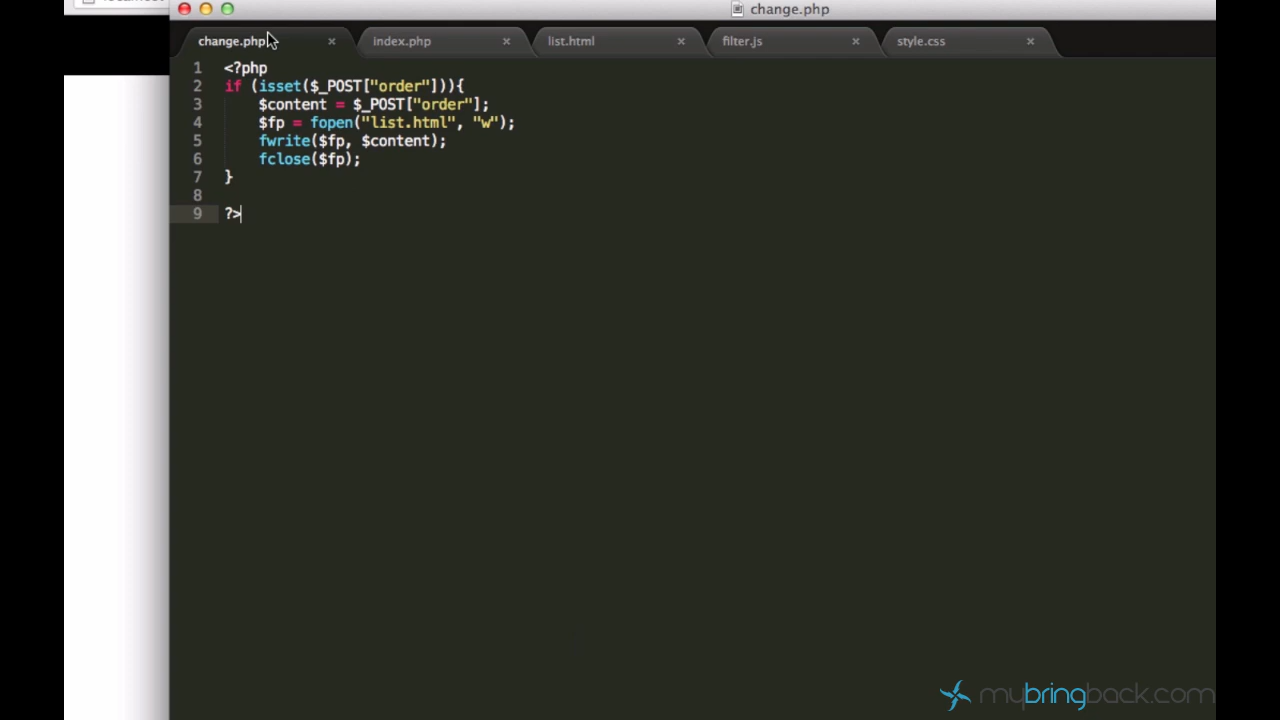 change.php
change.php × index.php × list.html × filter.js × style.css ×
1 <?php
2 if (isset($_POST["order"])){
3 $content = $_POST["order"];
4 $fp = fopen("list.html", "w");
5 fwrite($fp, $content);
6 fclose($fp);
7 }
8
9 ?>
mybringback.com